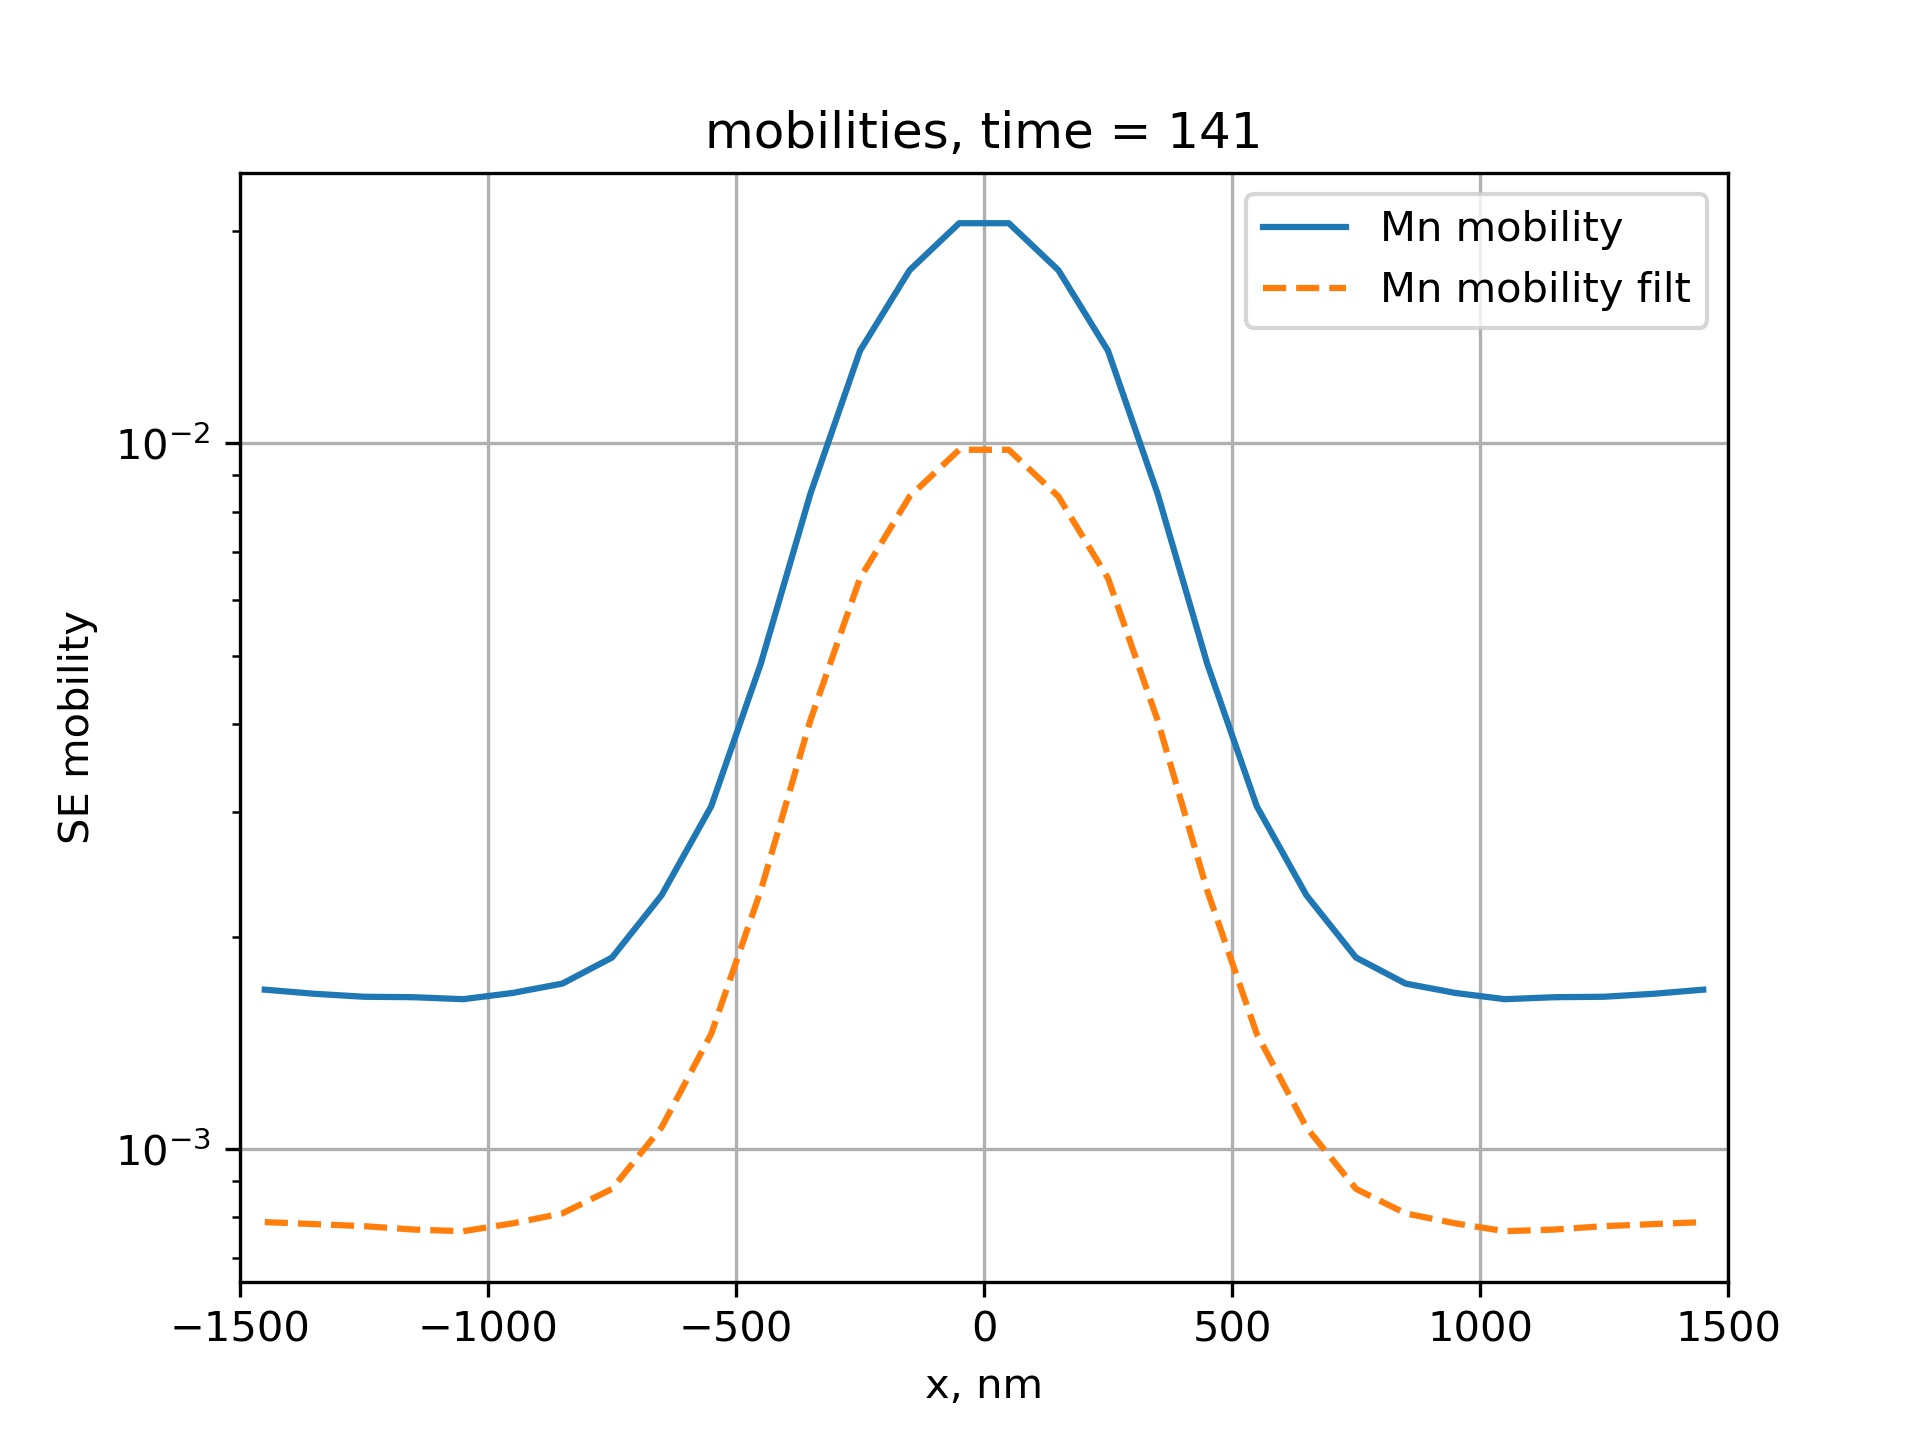 mobilities, time = 141
Mn mobility
Mn mobility filt
SE mobility
10⁻²
10⁻³
−1500
−1000
−500
0
500
1000
1500
x, nm